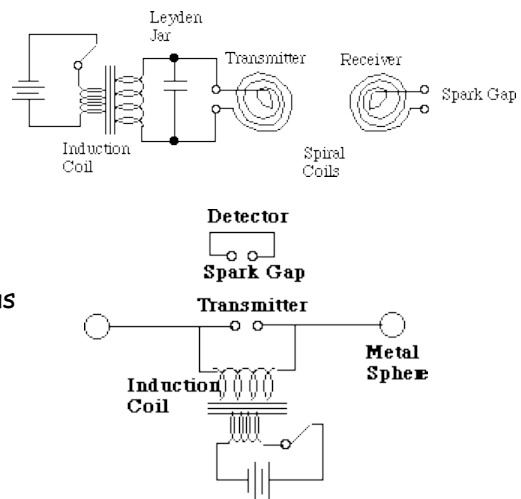 Leyden
Jar
Transmitter
Receiver
Spark Gap
Induction
Coil
Spiral
Coils
Detector
Spark Gap
Transmitter
Metal
Sphere
Induction
Coil